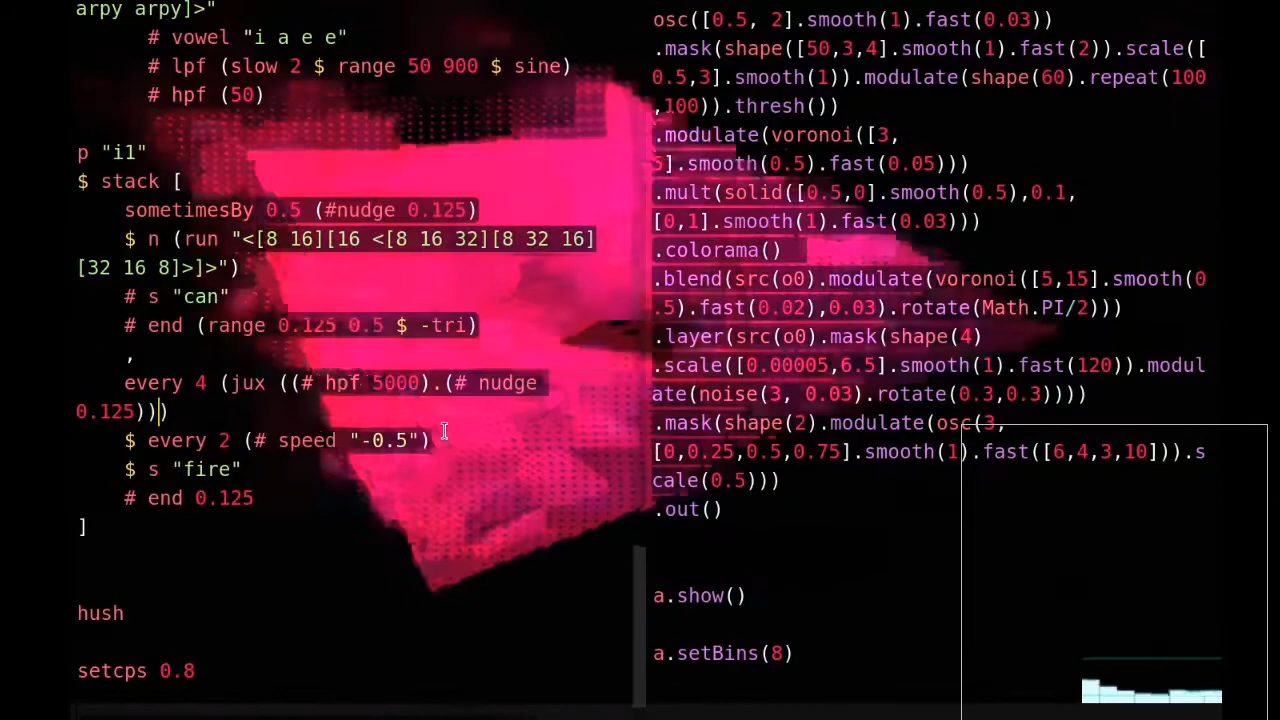 arpy arpy]>"
# vowel "i a e e"
# lpf (slow 2 $ range 50 900 $ sine)
# hpf (50)
p "i1"
$ stack [
sometimesBy 0.5 (#nudge 0.125)
$ n (run "<[8 16][16 <[8 16 32][8 32 16]
[32 16 8]>]>")
# s "can"
# end (range 0.125 0.5 $ -tri)
,
every 4 (jux ((# hpf 5000).(# nudge
0.125)))
$ every 2 (# speed "-0.5")
$ s "fire"
# end 0.125
]
hush
setcps 0.8
osc([0.5, 2].smooth(1).fast(0.03))
.mask(shape([50,3,4].smooth(1).fast(2)).scale([
0.5,3].smooth(1)).modulate(shape(60).repeat(100
,100)).thresh())
.modulate(voronoi([3,
5].smooth(0.5).fast(0.05)))
.mult(solid([0.5,0].smooth(0.5),0.1,
[0,1].smooth(1).fast(0.03)))
.colorama()
.blend(src(o0).modulate(voronoi([5,15].smooth(0
.5).fast(0.02),0.03).rotate(Math.PI/2)))
.layer(src(o0).mask(shape(4)
.scale([0.00005,6.5].smooth(1).fast(120)).modul
ate(noise(3, 0.03).rotate(0.3,0.3))))
.mask(shape(2).modulate(osc(3,
[0,0.25,0.5,0.75].smooth(1).fast([6,4,3,10])).s
cale(0.5)))
.out()
a.show()
a.setBins(8)